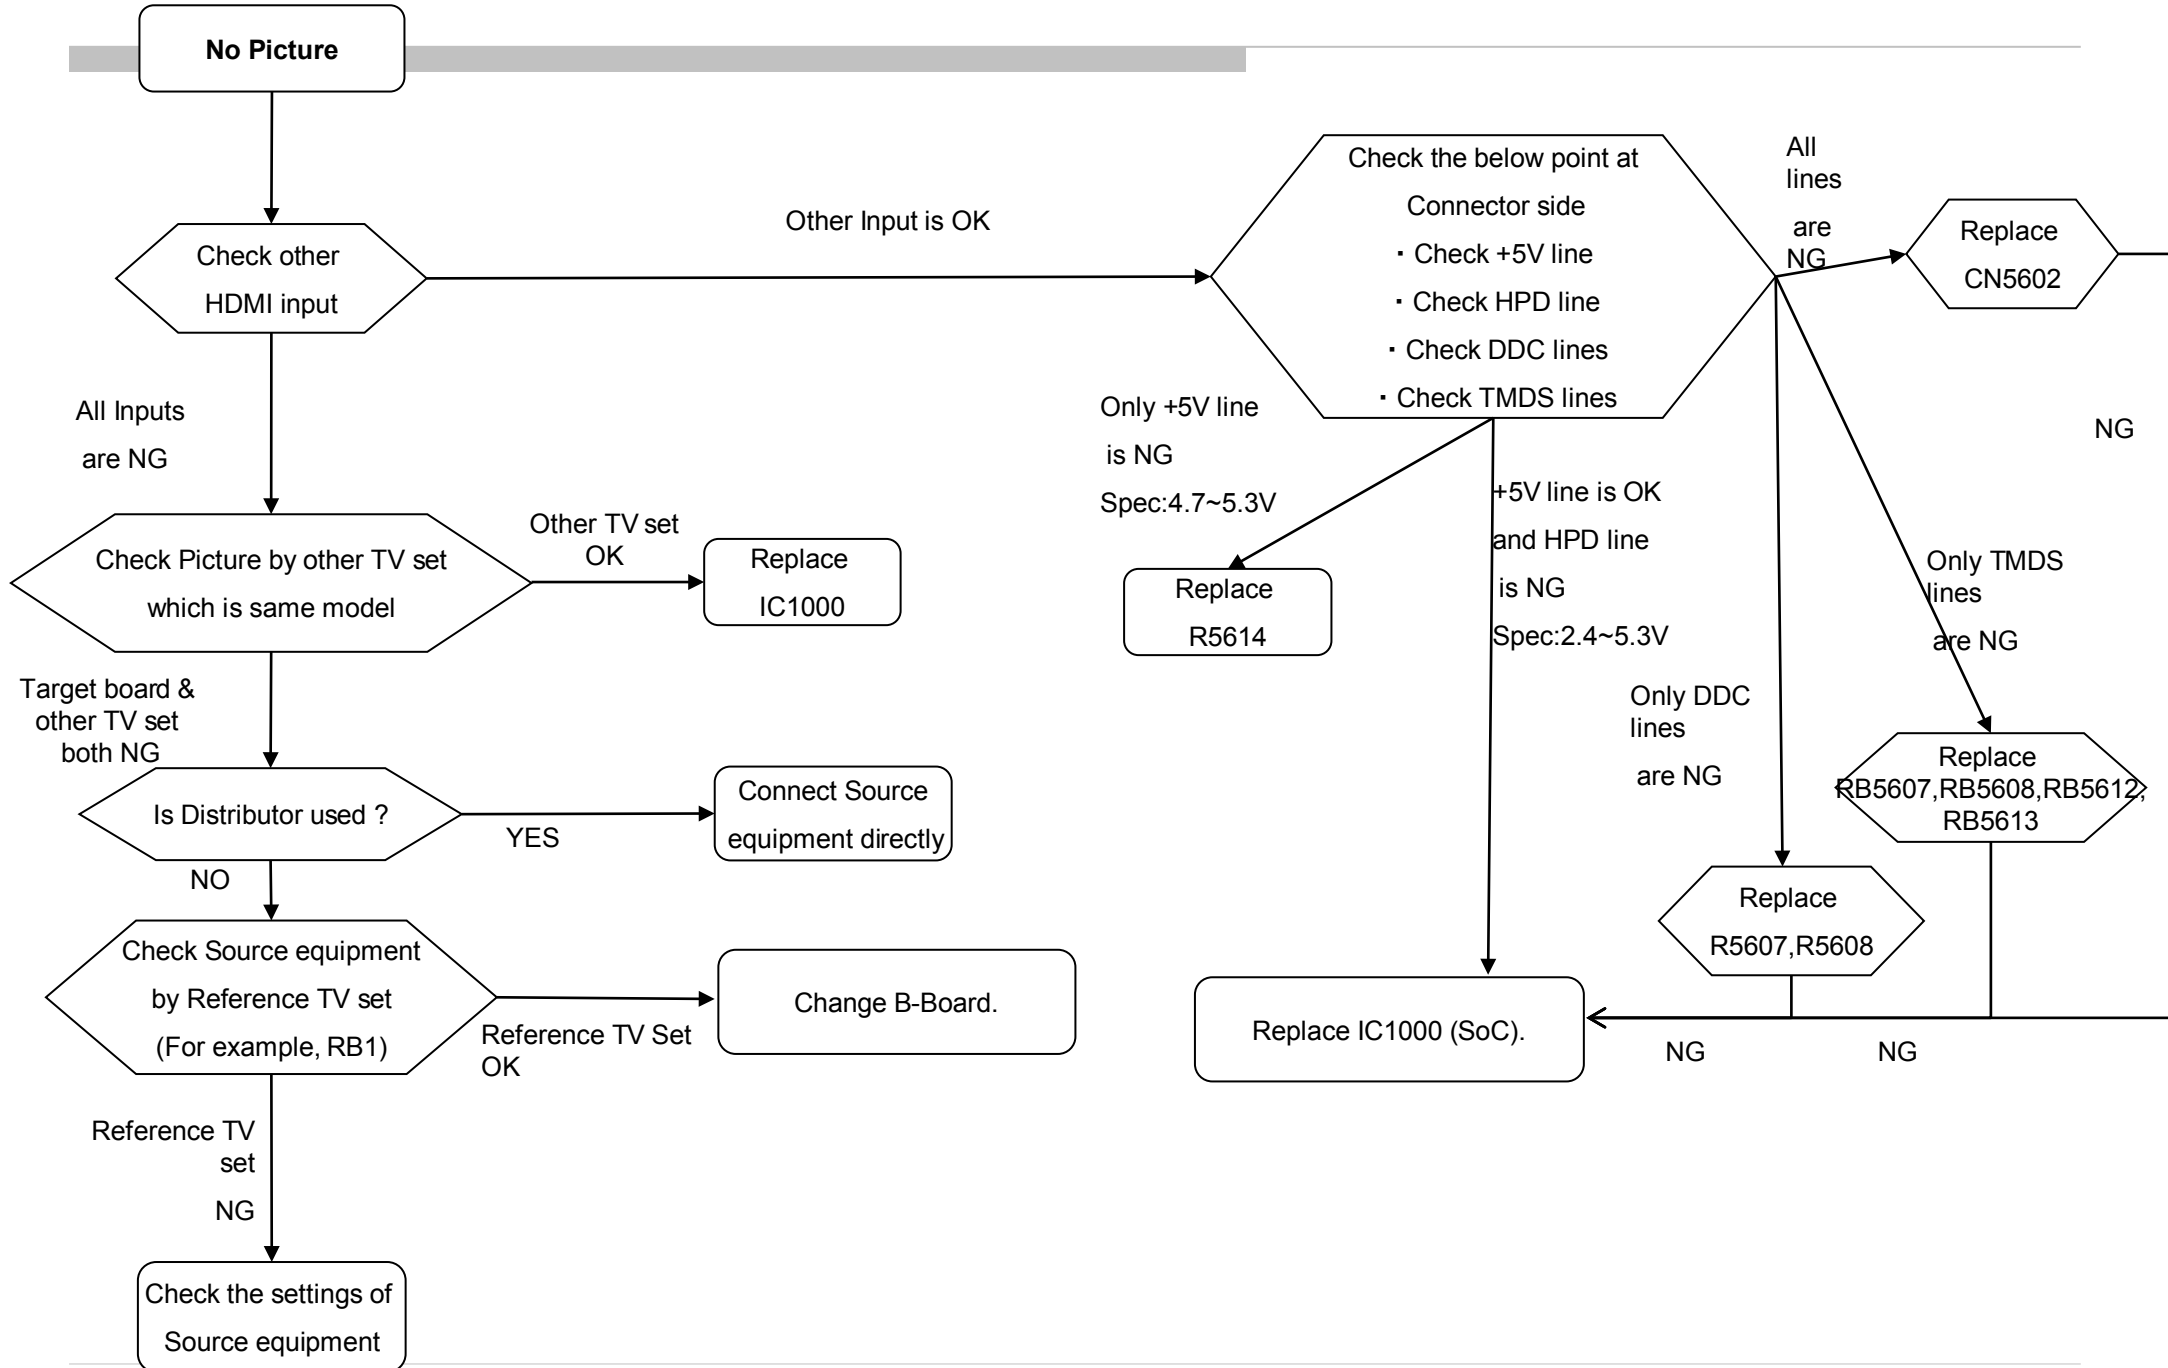 No Picture
Check other
HDMI input
Other Input is OK
Check the below point at
Connector side
・Check +5V line
・Check HPD line
・Check DDC lines
・Check TMDS lines
All
lines
are
NG
Replace
CN5602
NG
All Inputs
are NG
Only +5V line
is NG
Spec:4.7~5.3V
+5V line is OK
and HPD line
is NG
Spec:2.4~5.3V
Only TMDS
lines
are NG
Check Picture by other TV set
which is same model
Other TV set
OK
Replace
IC1000
Replace
R5614
Only DDC
lines
are NG
Replace
RB5607,RB5608,RB5612,
RB5613
Target board &
other TV set
both NG
Is Distributor used ?
YES
Connect Source
equipment directly
NO
Replace
R5607,R5608
Check Source equipment
by Reference TV set
(For example, RB1)
Reference TV Set
OK
Change B-Board.
Replace IC1000 (SoC).
NG
NG
Reference TV
set
NG
Check the settings of
Source equipment